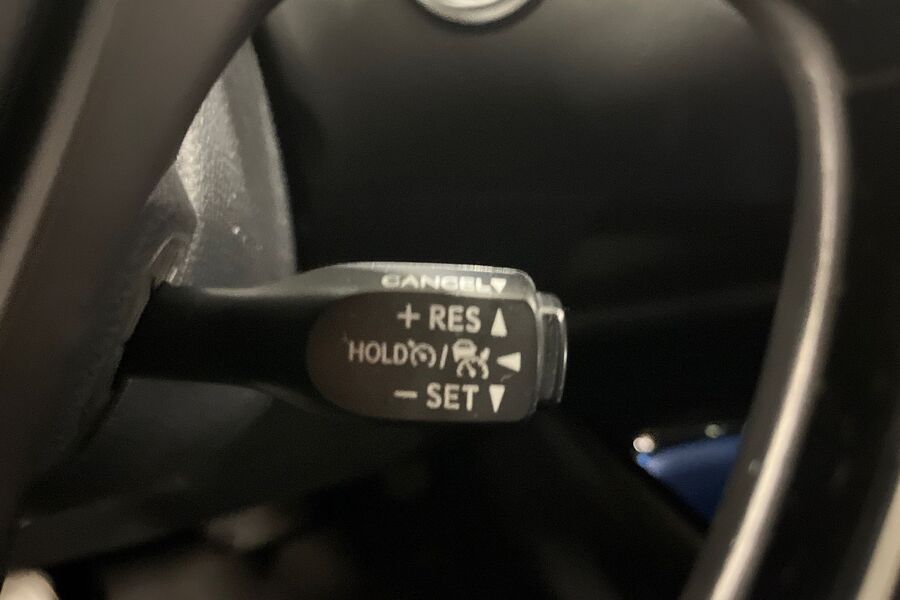 CANCEL▼
+ RES ▲
HOLD / ◀
− SET ▼